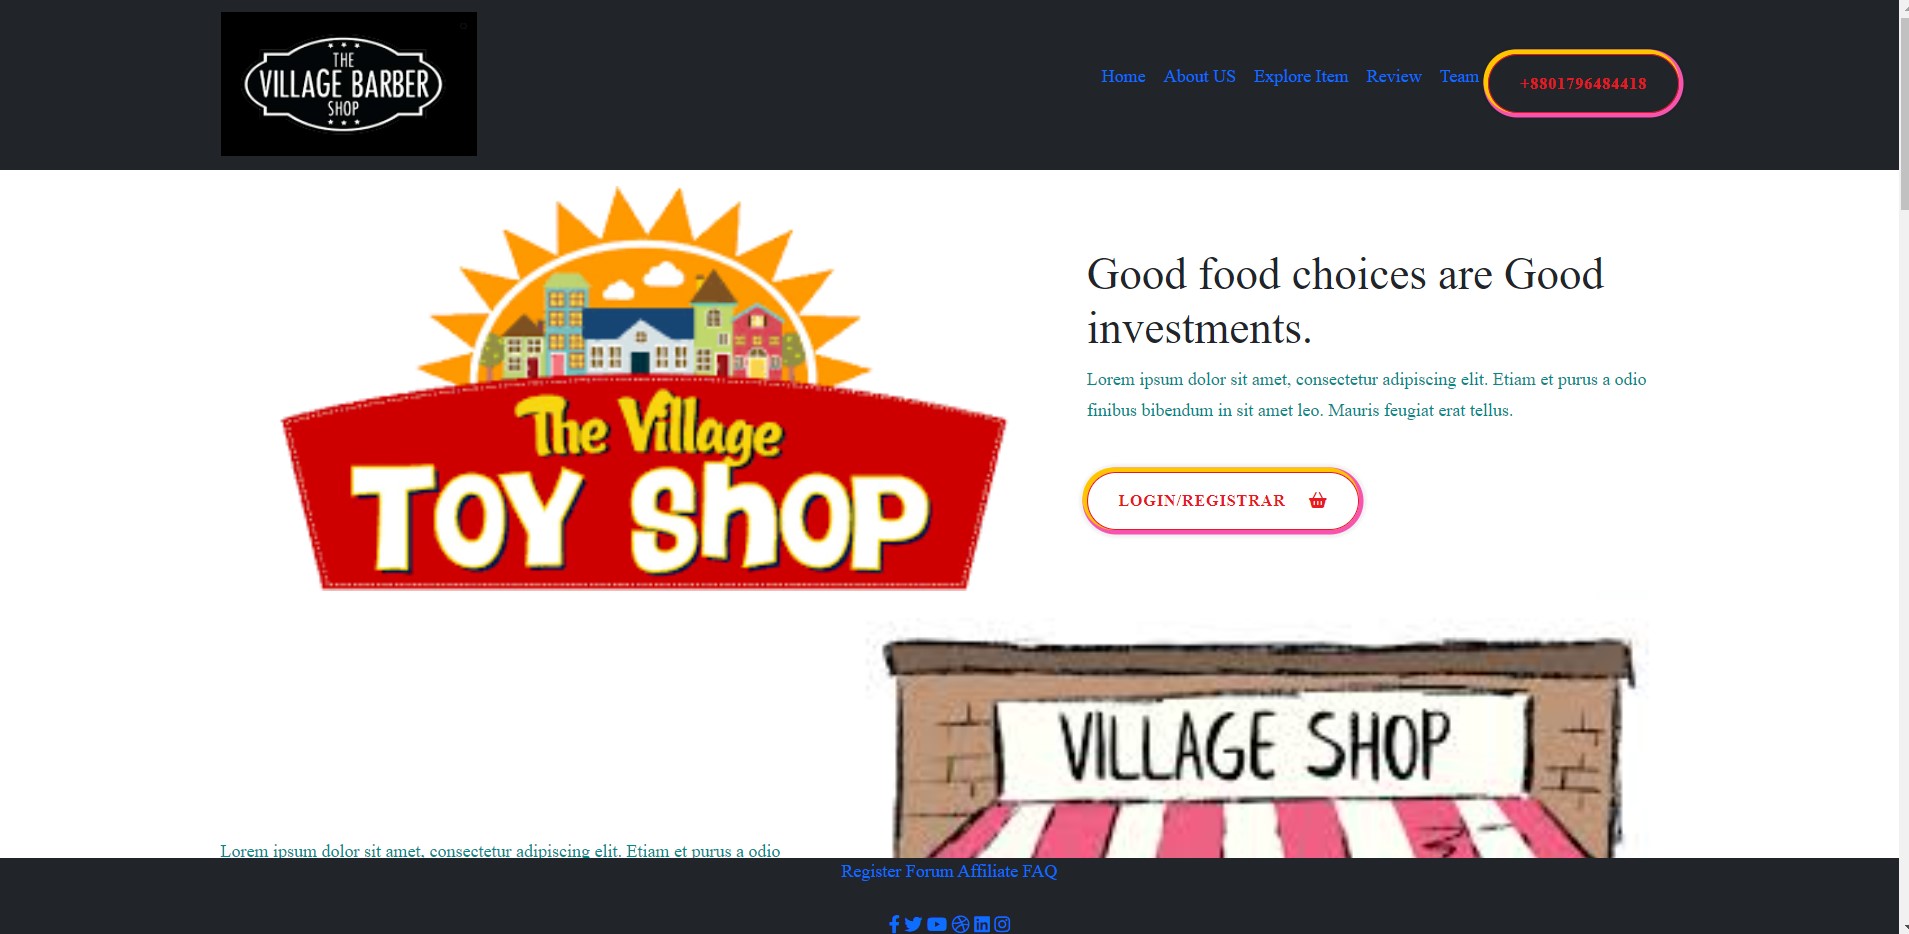 THE
VILLAGE BARBER
SHOP
Home About US Explore Item Review Team +8801796484418
The Village
TOY ShOP
Good food choices are Good
investments.
Lorem ipsum dolor sit amet, consectetur adipiscing elit. Etiam et purus a odio
finibus bibendum in sit amet leo. Mauris feugiat erat tellus.
LOGIN/REGISTRAR
VILLAGE SHOP
Lorem ipsum dolor sit amet, consectetur adipiscing elit. Etiam et purus a odio
Register Forum Affiliate FAQ